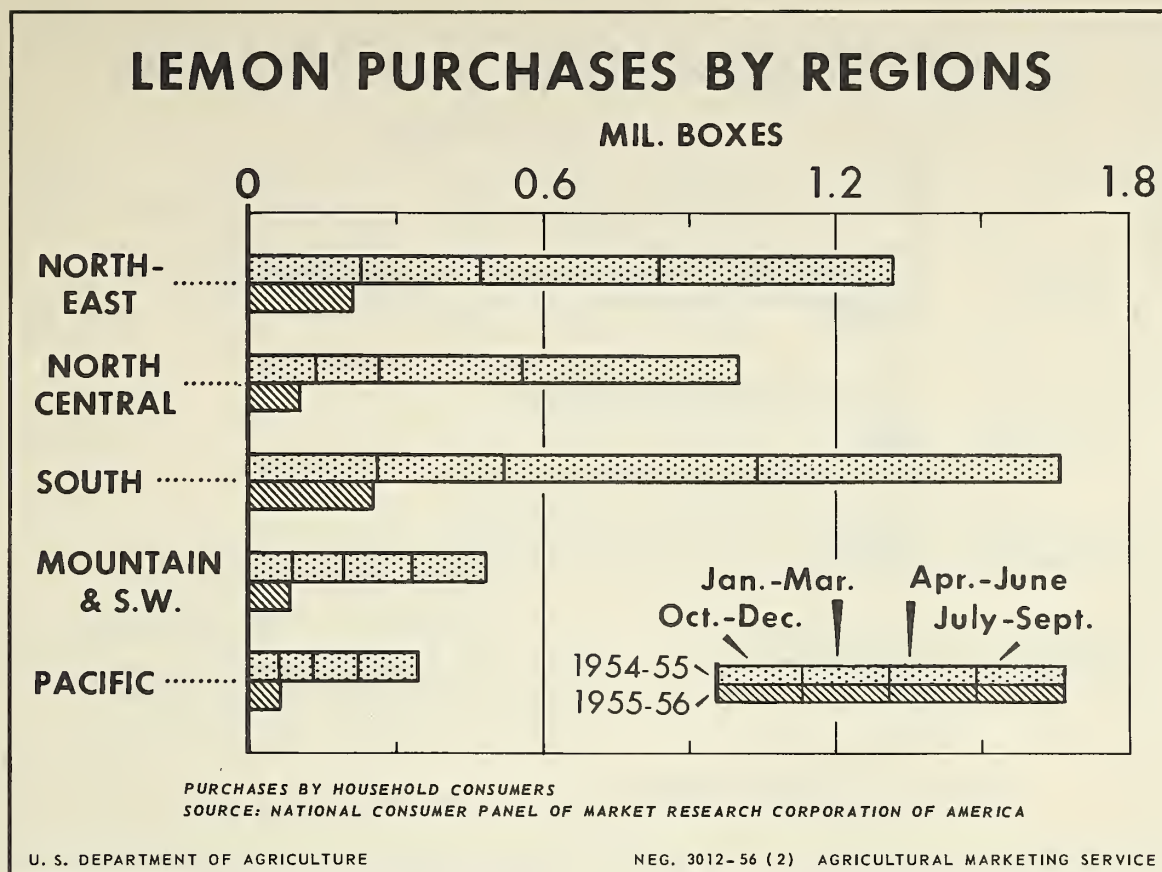 LEMON PURCHASES BY REGIONS
MIL. BOXES
0 0.6 1.2 1.8
NORTH-
EAST
NORTH
CENTRAL
SOUTH
MOUNTAIN
& S.W.
PACIFIC
Jan.-Mar. Apr.-June
Oct.-Dec. July-Sept.
1954-55
1955-56
PURCHASES BY HOUSEHOLD CONSUMERS
SOURCE: NATIONAL CONSUMER PANEL OF MARKET RESEARCH CORPORATION OF AMERICA
U. S. DEPARTMENT OF AGRICULTURE NEG. 3012-56 (2) AGRICULTURAL MARKETING SERVICE